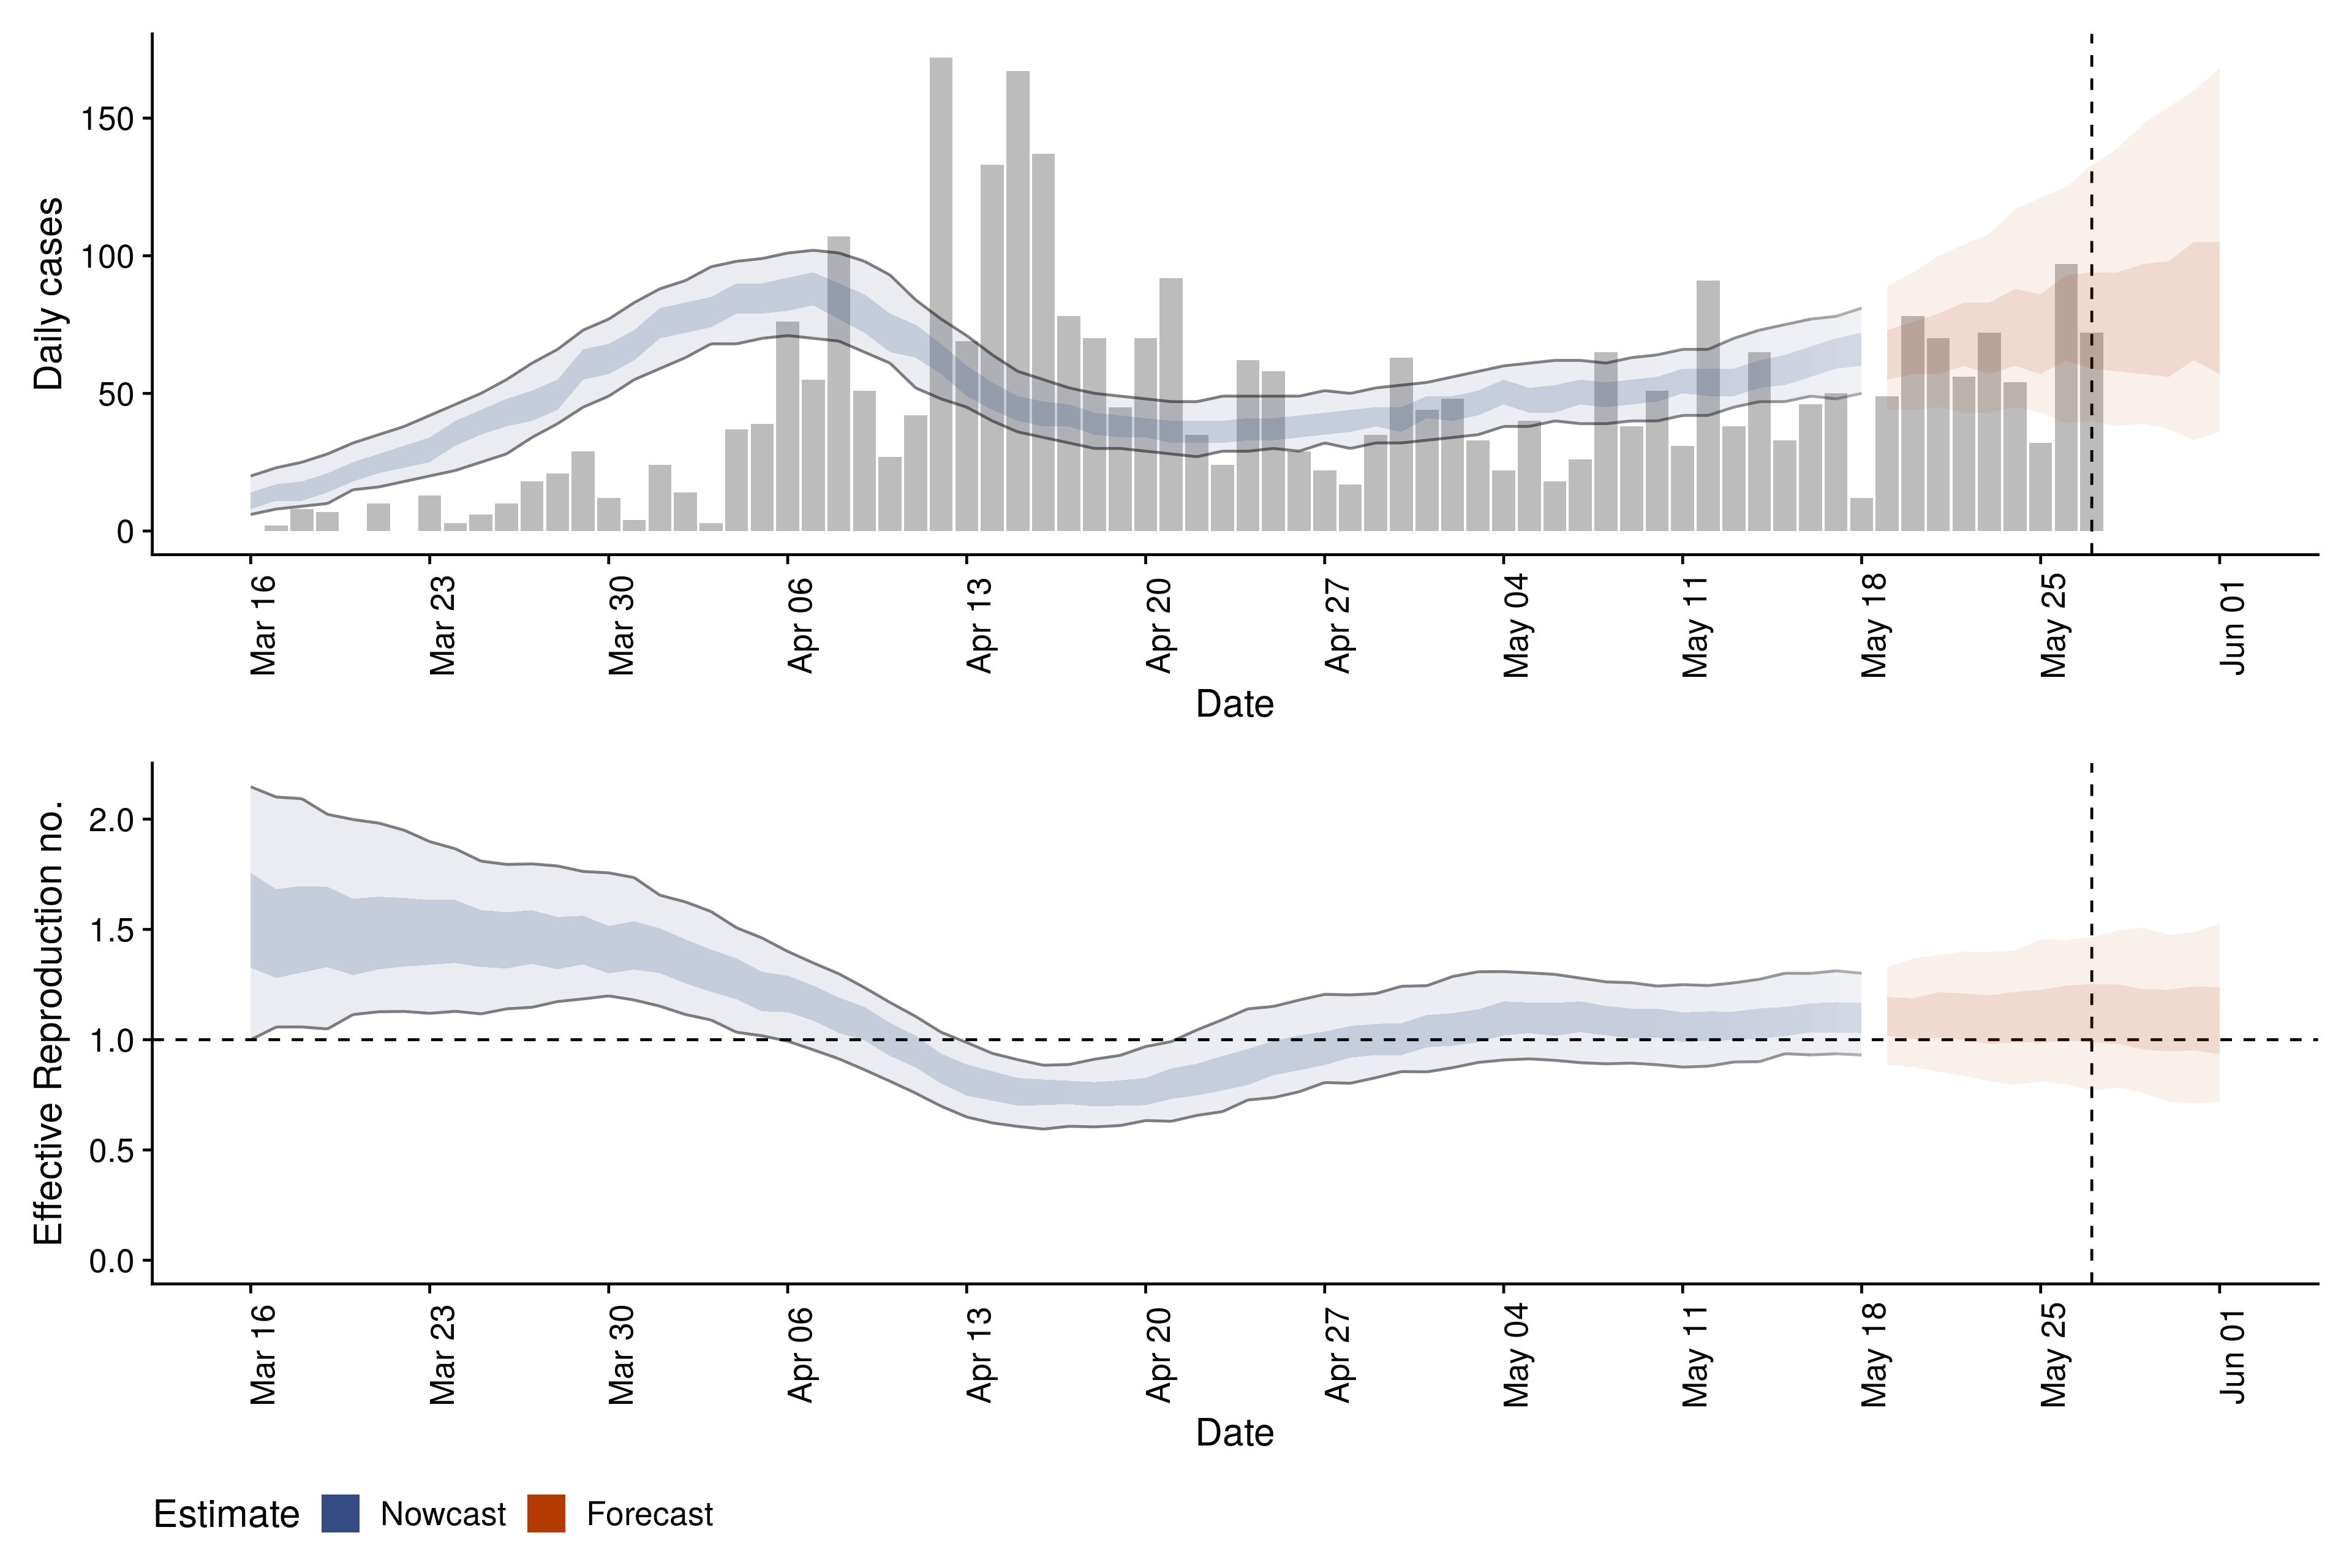 Daily cases
150
100
50
0
Mar 16 Mar 23 Mar 30 Apr 06 Apr 13 Apr 20 Apr 27 May 04 May 11 May 18 May 25 Jun 01
Date
Effective Reproduction no.
2.0
1.5
1.0
0.5
0.0
Mar 16 Mar 23 Mar 30 Apr 06 Apr 13 Apr 20 Apr 27 May 04 May 11 May 18 May 25 Jun 01
Date
Estimate Nowcast Forecast